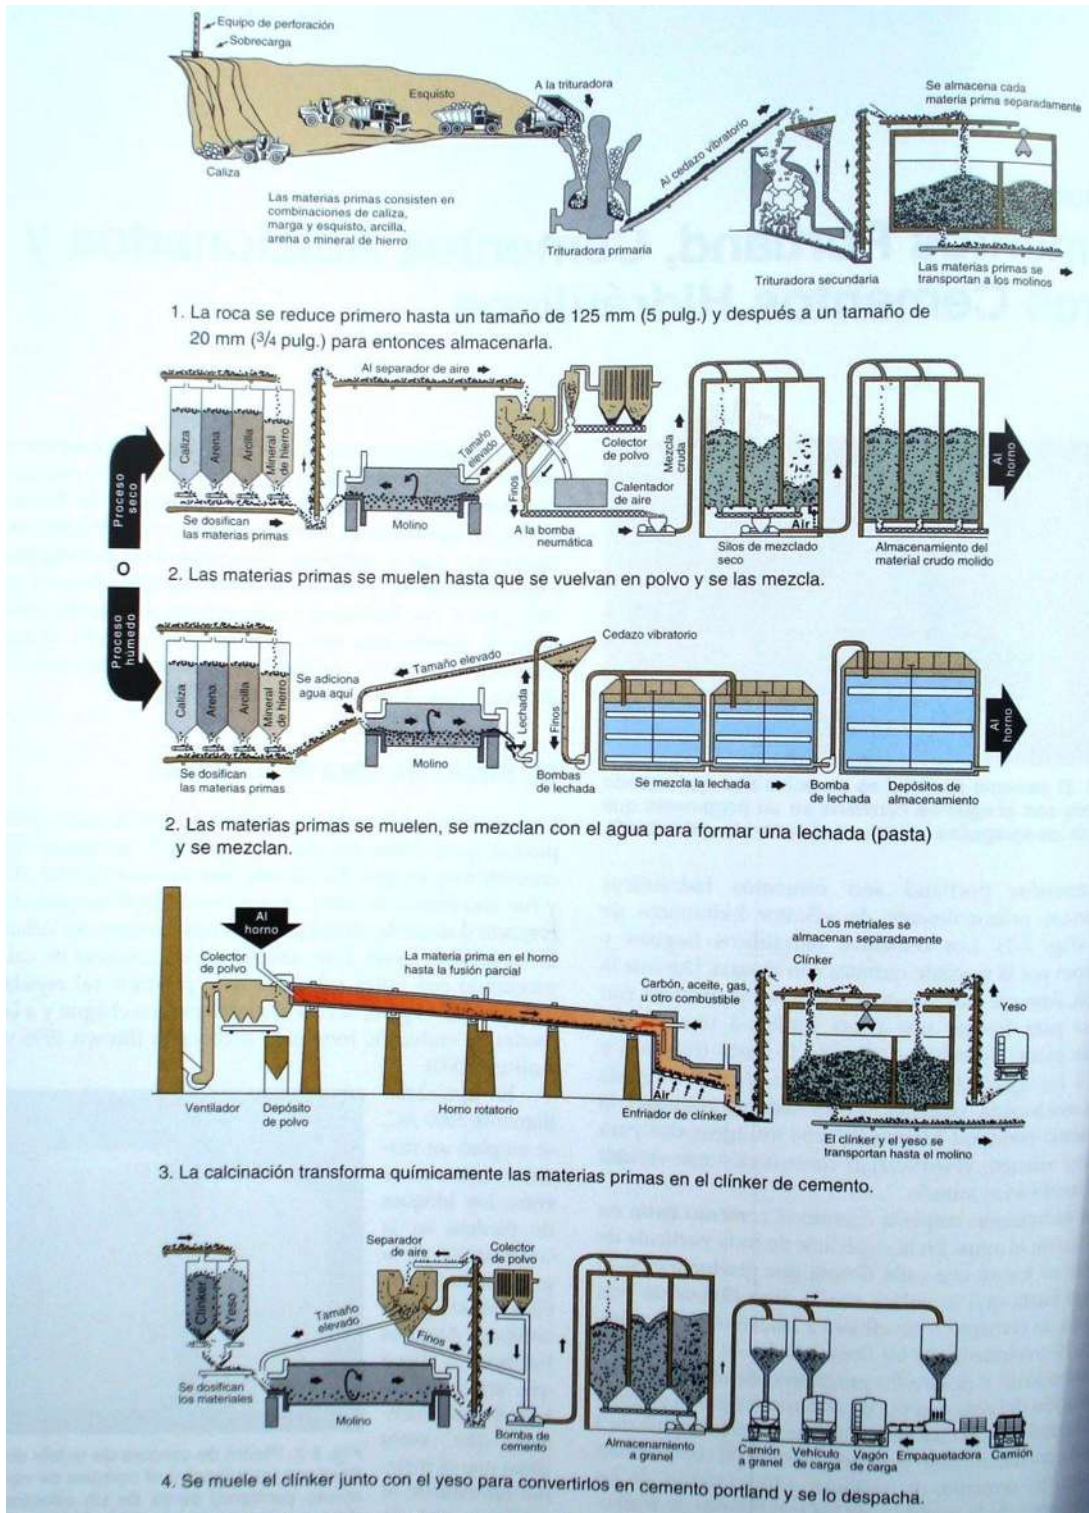 Equipo de perforación
Sobrecarga
Esquisto
A la trituradora
Caliza
Las materias primas consisten en
combinaciones de caliza,
marga y esquisto, arcilla,
arena o mineral de hierro
Trituradora primaria
Al cedazo vibratorio
Trituradora secundaria
Se almacena cada
materia prima separadamente
Las materias primas se
transportan a los molinos
1. La roca se reduce primero hasta un tamaño de 125 mm (5 pulg.) y después a un tamaño de
20 mm (3/4 pulg.) para entonces almacenarla.
Proceso
seco
Caliza
Arena
Arcilla
Mineral
de hierro
Se dosifican
las materias primas
Al separador de aire
Molino
Tamaño
elevado
Finos
Colector
de polvo
Calentador
de aire
A la bomba
neumática
Mezcla
cruda
Air
Silos de mezclado
seco
Almacenamiento del
material crudo molido
Al
horno
O
2. Las materias primas se muelen hasta que se vuelvan en polvo y se las mezcla.
Proceso
húmedo
Caliza
Arena
Arcilla
Mineral
de hierro
Se dosifican
las materias primas
Se adiciona
agua aquí
Tamaño elevado
Cedazo vibratorio
Molino
Lechada
Finos
Bombas
de lechada
Se mezcla la lechada
Bomba
de lechada
Depósitos de
almacenamiento
Al
horno
2. Las materias primas se muelen, se mezclan con el agua para formar una lechada (pasta)
y se mezclan.
Al
horno
Colector
de polvo
La materia prima en el horno
hasta la fusión parcial
Carbón, aceite, gas,
u otro combustible
Los metriales se
almacenan separadamente
Clínker
Yeso
Ventilador
Depósito
de polvo
Horno rotatorio
Air
Enfriador de clínker
El clínker y el yeso se
transportan hasta el molino
3. La calcinación transforma químicamente las materias primas en el clínker de cemento.
Clínker
Yeso
Se dosifican
los materiales
Separador
de aire
Tamaño
elevado
Finos
Molino
Colector
de polvo
Bomba de
cemento
Almacenamiento
a granel
Camión
a granel
Vehículo
de carga
Vagón
de carga
Empaquetadora
Camión
4. Se muele el clínker junto con el yeso para convertirlos en cemento portland y se lo despacha.